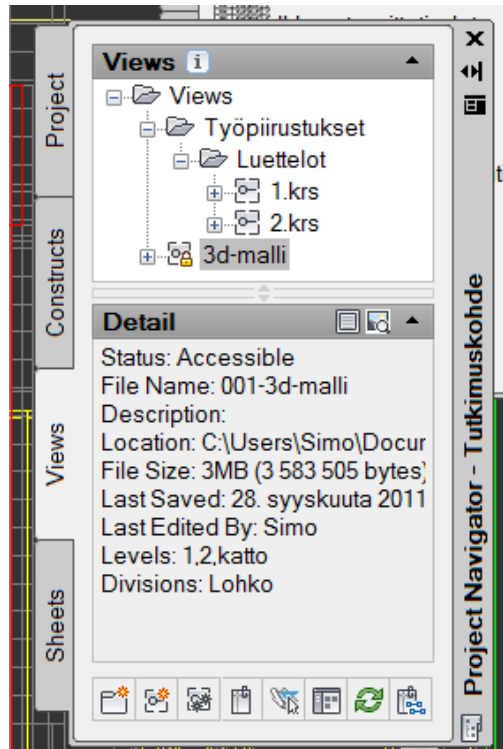 Views
Views
Työpiirustukset
Luettelot
1.krs
2.krs
3d-malli
Detail
Status: Accessible
File Name: 001-3d-malli
Description:
Location: C:\Users\Simo\Docur
File Size: 3MB (3 583 505 bytes)
Last Saved: 28. syyskuuta 2011
Last Edited By: Simo
Levels: 1,2,katto
Divisions: Lohko
Project
Constructs
Views
Sheets
Project Navigator - Tutkimuskohde